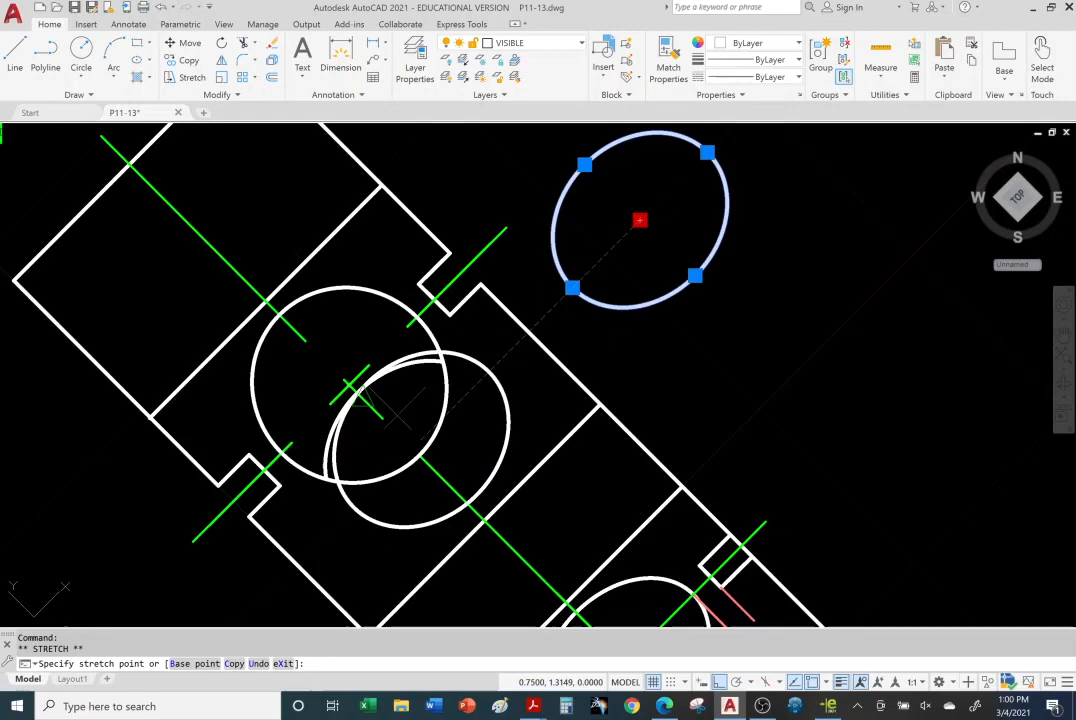 Autodesk AutoCAD 2021 - EDUCATIONAL VERSION    P11-13.dwg
Type a keyword or phrase
Sign In
Home
Insert
Annotate
Parametric
View
Manage
Output
Add-ins
Collaborate
Express Tools
Line
Polyline
Circle
Arc
Move
Copy
Stretch
Text
Dimension
Layer
Properties
VISIBLE
Insert
Match
Properties
ByLayer
ByLayer
ByLayer
Group
Measure
Paste
Base
Select
Mode
Draw
Modify
Annotation
Layers
Block
Properties
Groups
Utilities
Clipboard
View
Touch
Start
P11-13*
N
W
TOP
E
S
Unnamed
Y
X
Command:
** STRETCH **
Specify stretch point or [Base point Copy Undo eXit]:
Model
Layout1
0.7500, 1.3149, 0.0000
MODEL
1:1
Type here to search
1:00 PM
3/4/2021